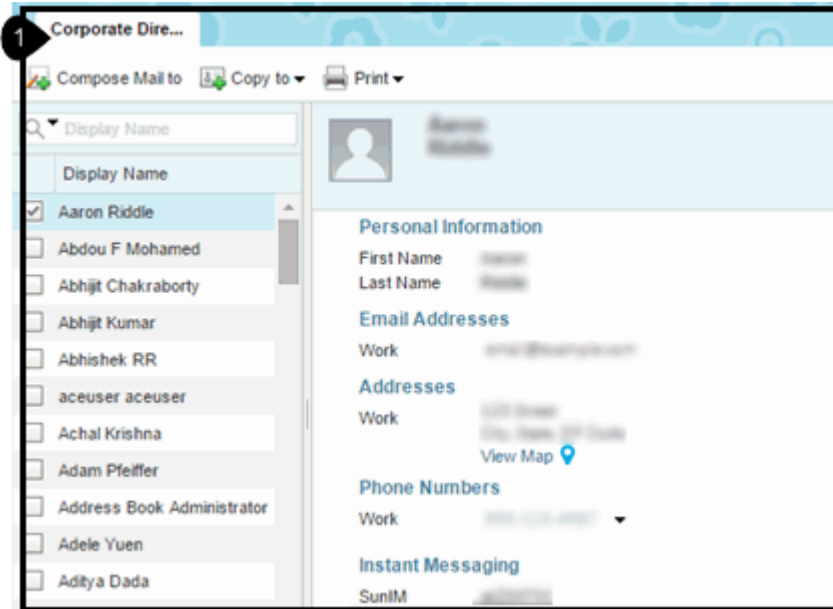 1
Corporate Dire...
Compose Mail to Copy to Print
Display Name
Display Name
Aaron Riddle
Abdou F Mohamed
Abhijit Chakraborty
Abhijit Kumar
Abhishek RR
aceuser aceuser
Achal Krishna
Adam Pfeiffer
Address Book Administrator
Adele Yuen
Aditya Dada
Personal Information
First Name
Last Name
Email Addresses
Work
Addresses
Work
View Map
Phone Numbers
Work
Instant Messaging
SunIM